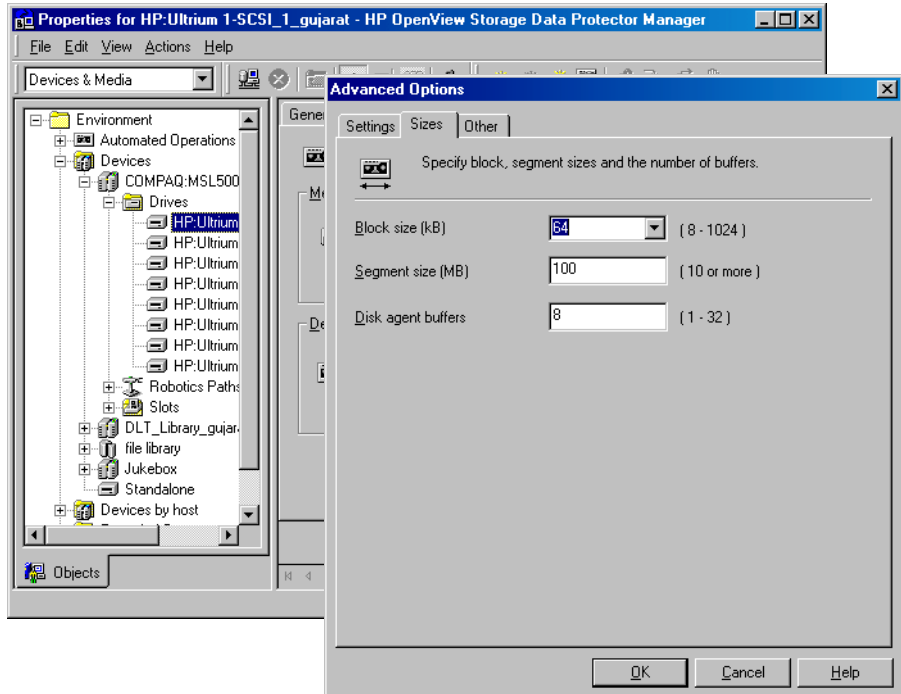 Properties for HP:Ultrium 1-SCSI_1_gujarat - HP OpenView Storage Data Protector Manager
File Edit View Actions Help
Devices & Media
Environment
Automated Operations
Devices
COMPAQ:MSL500
Drives
HP:Ultrium
HP:Ultrium
HP:Ultrium
HP:Ultrium
HP:Ultrium
HP:Ultrium
HP:Ultrium
HP:Ultrium
Robotics Paths
Slots
DLT_Library_gujar
file library
Jukebox
Standalone
Devices by host
Objects
Gener
Me
De
Advanced Options
Settings Sizes Other
Specify block, segment sizes and the number of buffers.
Block size (kB) 64 ( 8 - 1024 )
Segment size (MB) 100 ( 10 or more )
Disk agent buffers 8 ( 1 - 32 )
OK Cancel Help